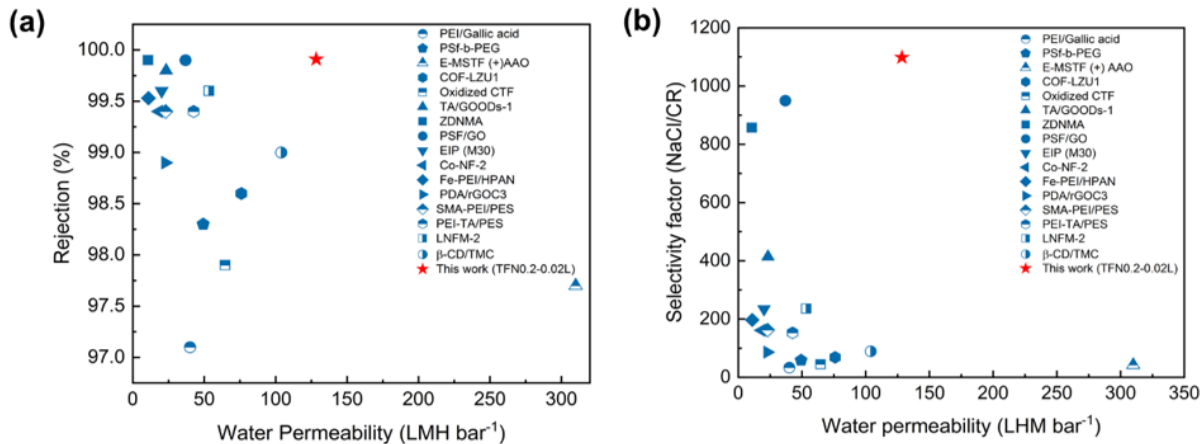 (a)
100.0
99.5
99.0
98.5
98.0
97.5
97.0
Rejection (%)
0
50
100
150
200
250
300
Water Permeability (LMH bar-1)
PEI/Gallic acid
PSf-b-PEG
E-MSTF (+)AAO
COF-LZU1
Oxidized CTF
TA/GOODs-1
ZDNMA
PSF/GO
EIP (M30)
Co-NF-2
Fe-PEI/HPAN
PDA/rGOC3
SMA-PEI/PES
PEI-TA/PES
LNFM-2
β-CD/TMC
This work (TFN0.2-0.02L)
(b)
1200
1000
800
600
400
200
0
Selectivity factor (NaCl/CR)
0
50
100
150
200
250
300
350
Water permeability (LHM bar-1)
PEI/Gallic acid
PSf-b-PEG
E-MSTF (+) AAO
COF-LZU1
Oxidized CTF
TA/GOODs-1
ZDNMA
PSF/GO
EIP (M30)
Co-NF-2
Fe-PEI/HPAN
PDA/rGOC3
SMA-PEI/PES
PEI-TA/PES
LNFM-2
β-CD/TMC
This work (TFN0.2-0.02L)